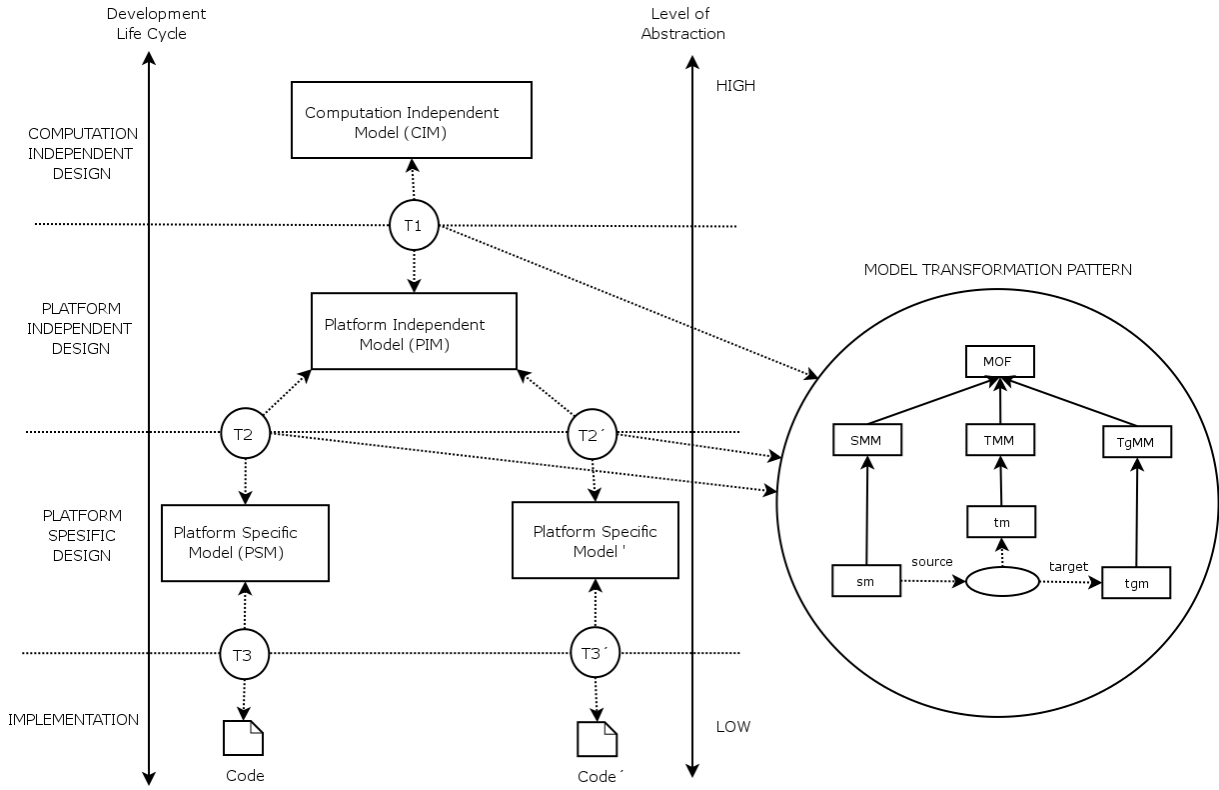 Development
Life Cycle
Level of
Abstraction
HIGH
COMPUTATION
INDEPENDENT
DESIGN
Computation Independent
Model (CIM)
T1
MODEL TRANSFORMATION PATTERN
PLATFORM
INDEPENDENT
DESIGN
Platform Independent
Model (PIM)
MOF
T2
T2´
SMM
TMM
TgMM
PLATFORM
SPESIFIC
DESIGN
Platform Specific
Model (PSM)
Platform Specific
Model '
tm
source
target
sm
tgm
T3
T3´
IMPLEMENTATION
LOW
Code
Code´